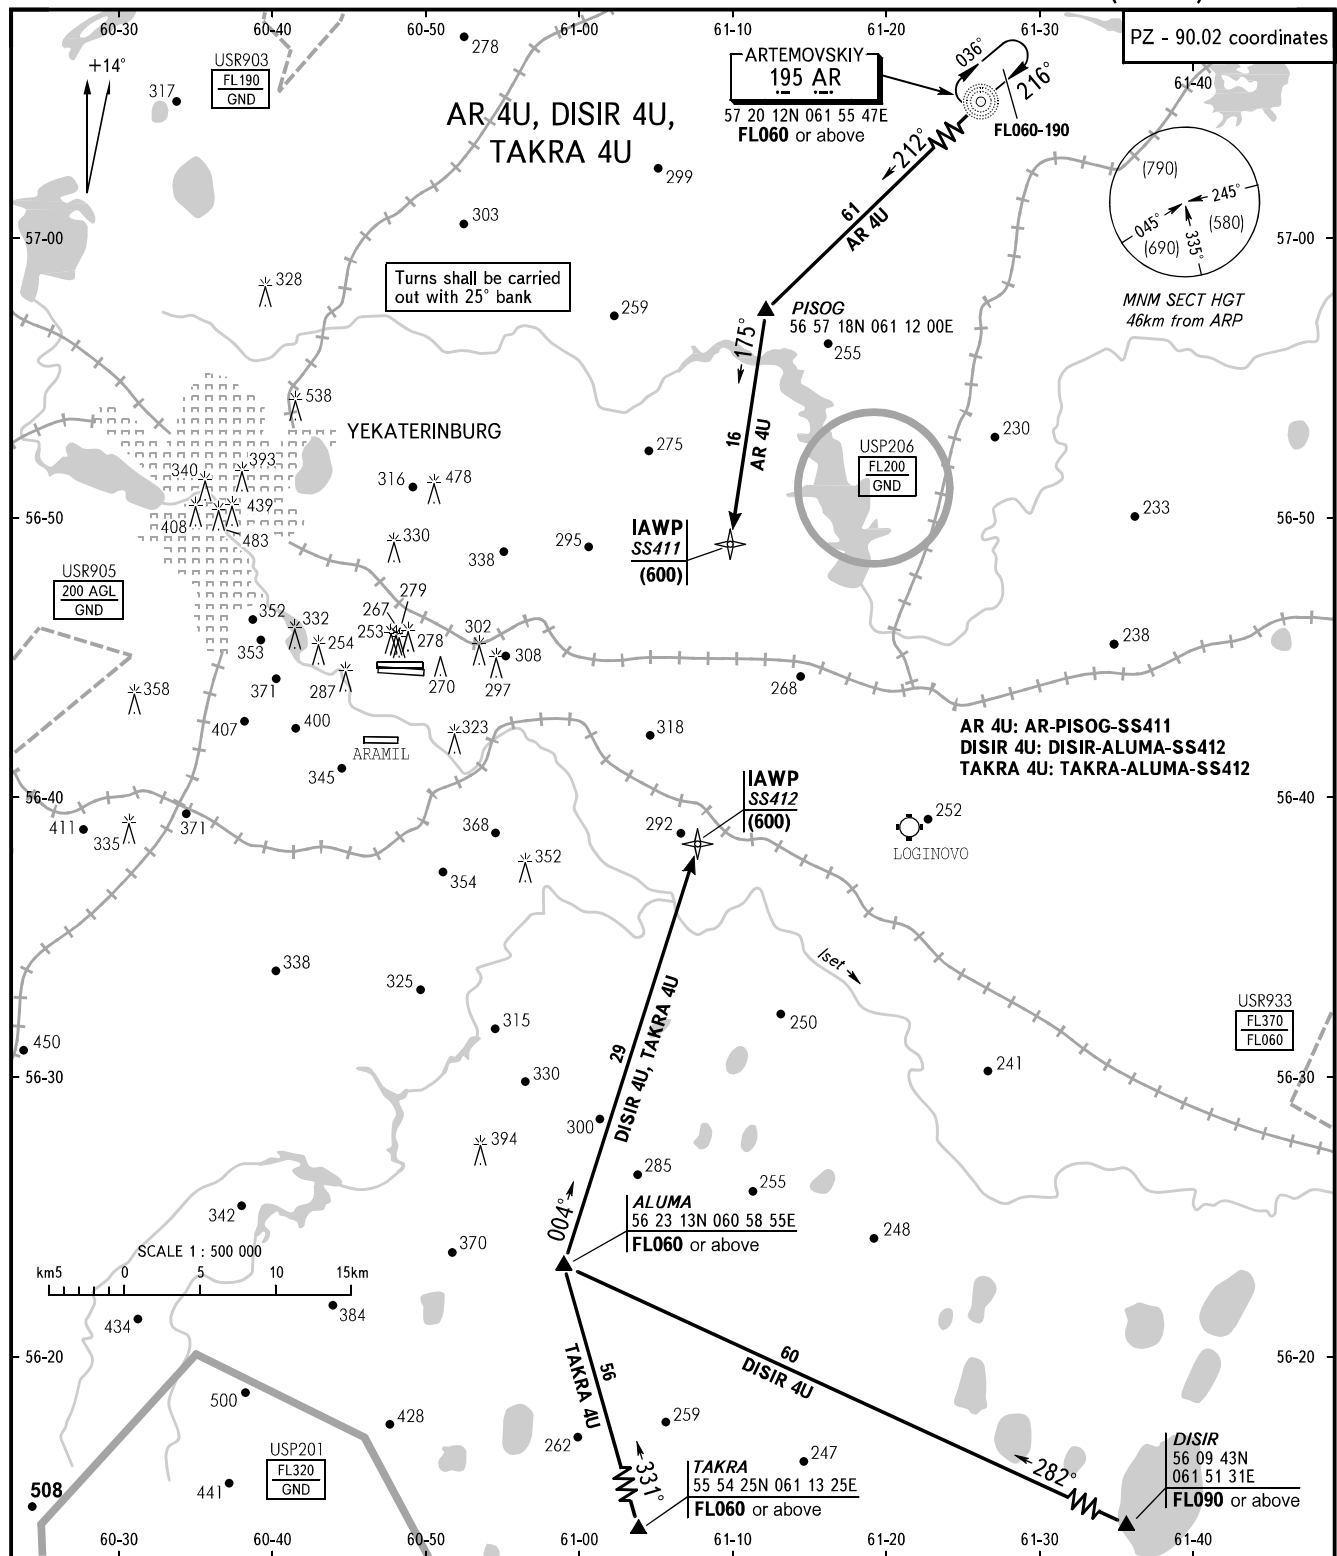 60-30
60-40
60-50
61-00
61-10
61-20
61-30
PZ - 90.02 coordinates
61-40
+14°
USR903
FL190
GND
317
278
AR 4U, DISIR 4U,
TAKRA 4U
ARTEMOVSKIY
195 AR
57 20 12N 061 55 47E
FL060 or above
036°
216°
FL060-190
212°
61
AR 4U
299
303
(790)
245°
045°
(580)
(690)
335°
MNM SECT HGT
46km from ARP
57-00
57-00
328
Turns shall be carried
out with 25° bank
259
PISOG
56 57 18N 061 12 00E
255
175°
16
AR 4U
538
YEKATERINBURG
275
230
USP206
FL200
GND
340
393
316
478
408
439
483
56-50
56-50
233
330
338
295
IAWP
SS411
(600)
USR905
200 AGL
GND
279
267
352
332
253
278
302
353
254
308
238
371
287
270
297
268
358
407
400
323
318
ARAMIL
345
AR 4U: AR-PISOG-SS411
DISIR 4U: DISIR-ALUMA-SS412
TAKRA 4U: TAKRA-ALUMA-SS412
IAWP
SS412
(600)
56-40
56-40
411
335
371
368
292
252
LOGINOVO
352
354
338
325
Iset
315
250
USR933
FL370
FL060
450
29
DISIR 4U, TAKRA 4U
56-30
56-30
330
241
300
394
285
255
342
004°
ALUMA
56 23 13N 060 58 55E
FL060 or above
248
370
SCALE 1 : 500 000
km5
0
5
10
15km
434
384
56-20
56-20
56
TAKRA 4U
60
DISIR 4U
500
428
259
262
247
USP201
FL320
GND
441
508
331°
TAKRA
55 54 25N 061 13 25E
FL060 or above
282°
DISIR
56 09 43N
061 51 31E
FL090 or above
60-30
60-40
60-50
61-00
61-10
61-20
61-30
61-40